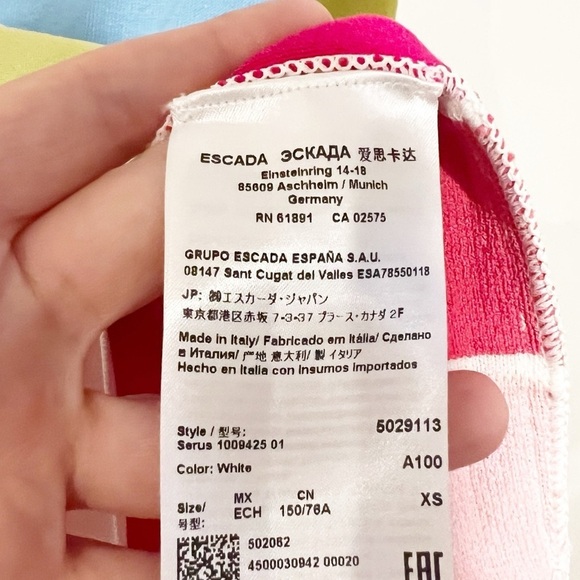 ESCADA ЭСКАДА 爱思卡达
Einsteinring 14-18
85609 Aschheim / Munich
Germany
RN 61891 CA 02575
GRUPO ESCADA ESPAÑA S.A.U.
08147 Sant Cugat del Valles ESA78550118
JP: ㈱エスカーダ・ジャパン
東京都港区赤坂 7-3-37 プラース・カナダ 2F
Made in Italy/ Fabricado em Itália/ Сделано
в Италии/ 产地 意大利/ 製 イタリア
Hecho en Italia con insumos importados
Style / 型号: 5029113
Serus 1009425 01
Color: White A100
Size/ MX CN XS
号型: ECH 150/76A
502062
4500030942 00020
EAC